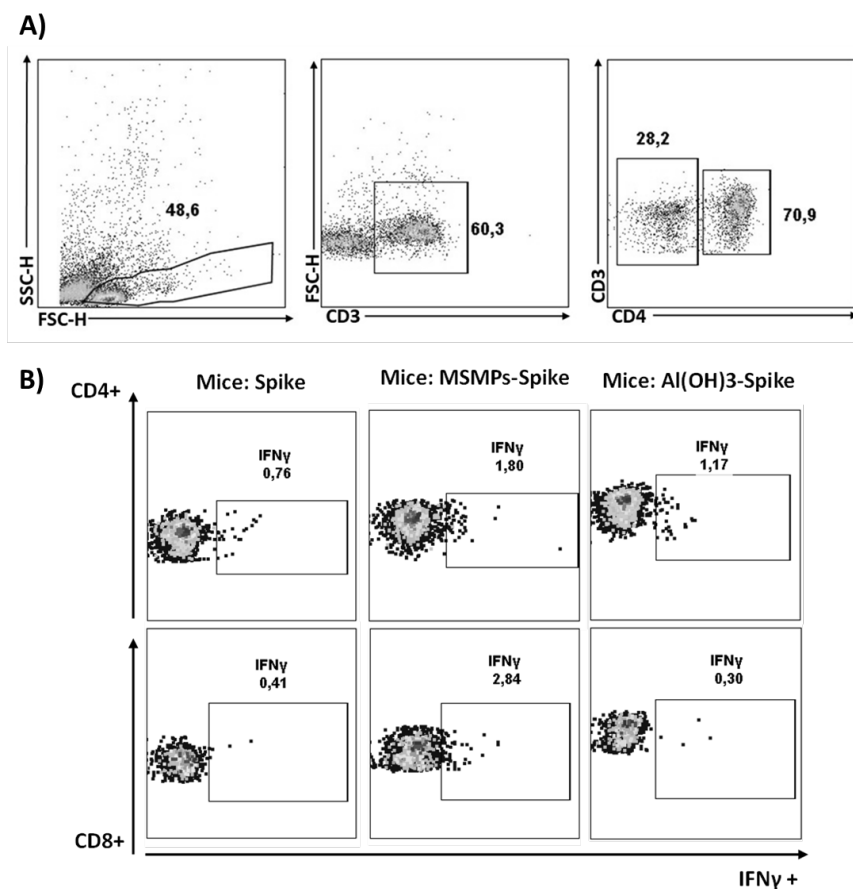 A)
SSC-H
48,6
FSC-H
FSC-H
60,3
CD3
CD3
28,2
70,9
CD4
B)
CD4+
Mice: Spike
Mice: MSMPs-Spike
Mice: Al(OH)3-Spike
IFNγ
0,76
IFNγ
1,80
IFNγ
1,17
CD8+
IFNγ
0,41
IFNγ
2,84
IFNγ
0,30
IFNγ +